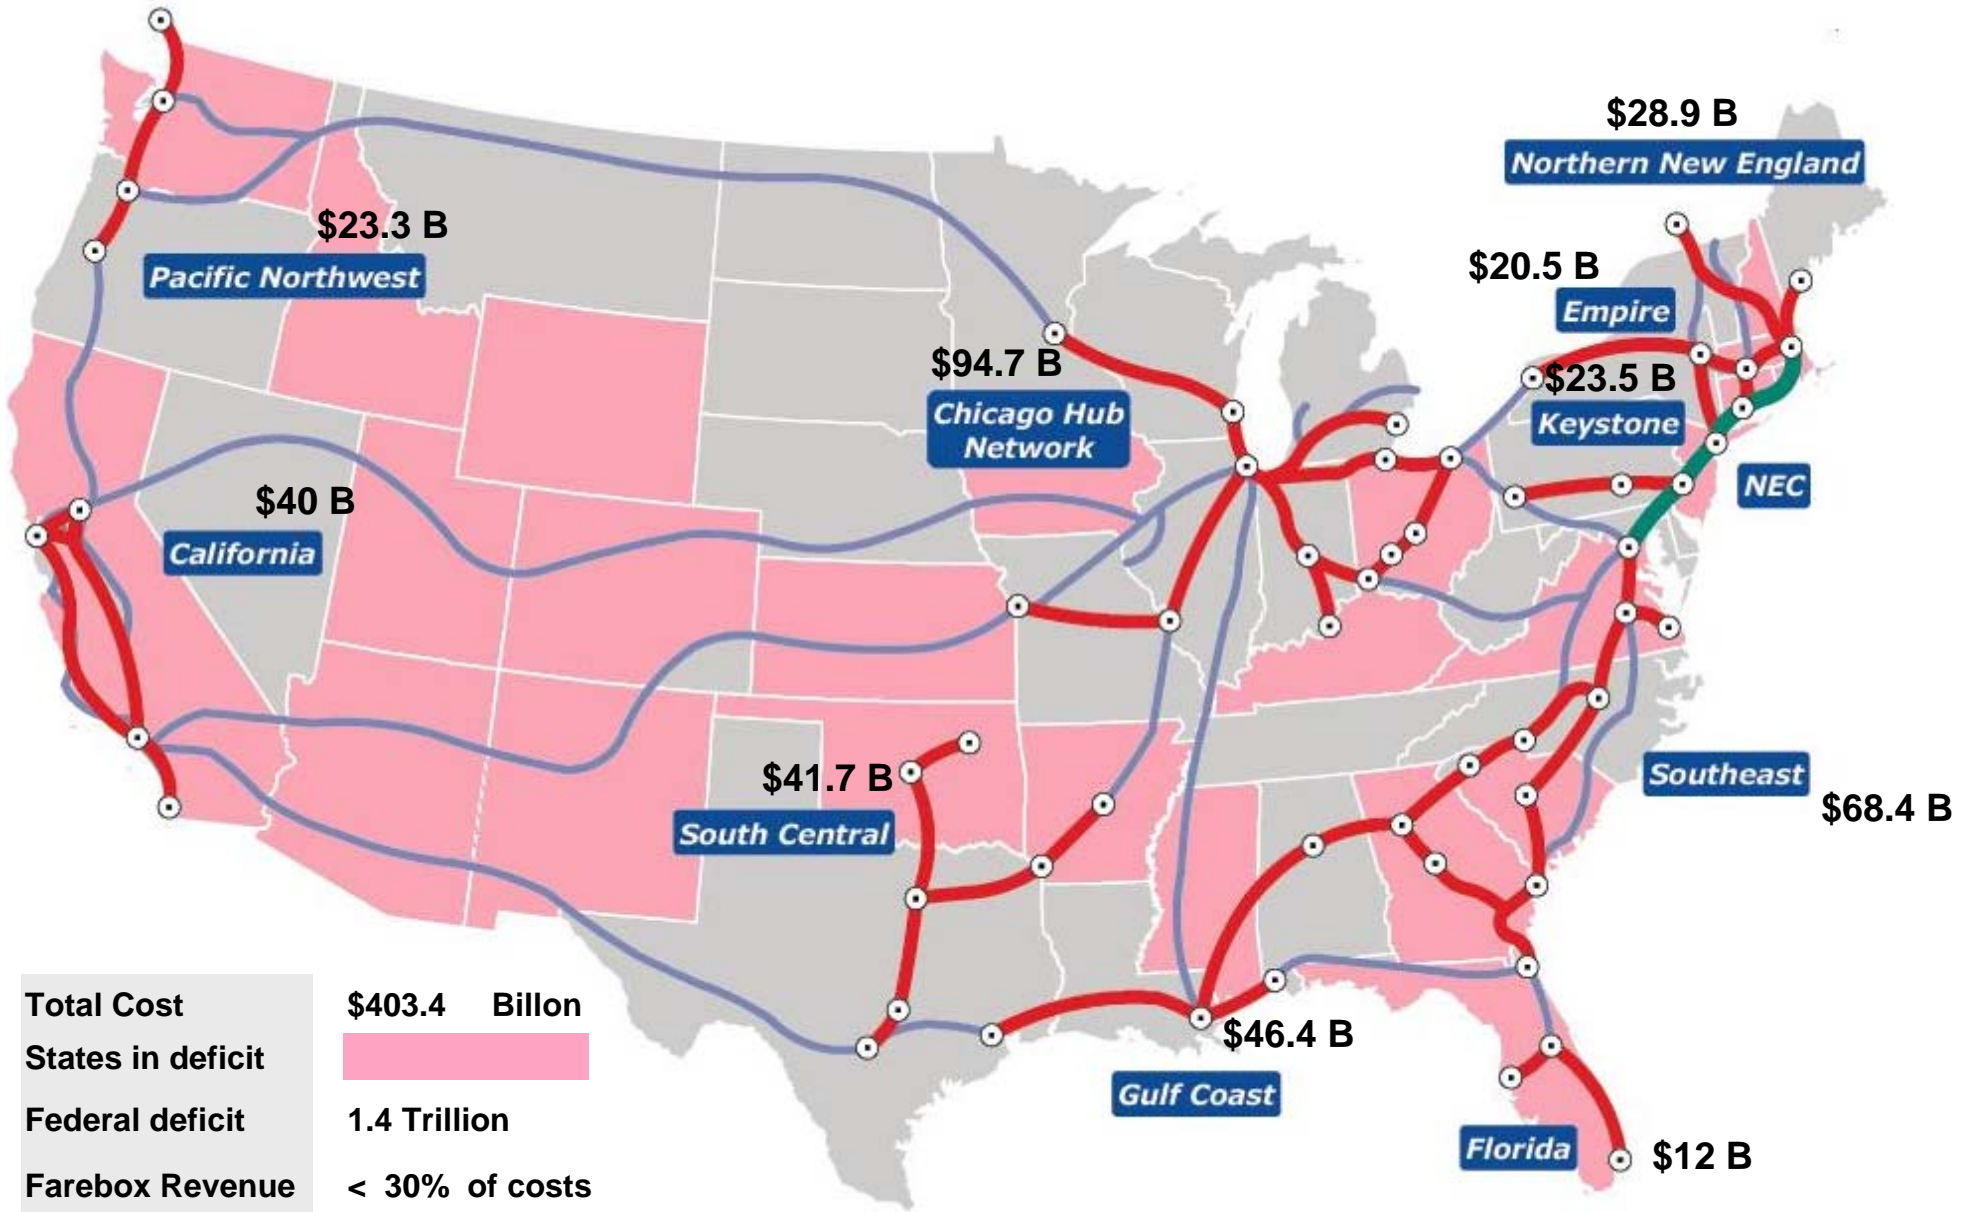 $28.9 B
Northern New England
$23.3 B
Pacific Northwest
$20.5 B
Empire
$94.7 B
Chicago Hub
Network
$23.5 B
Keystone
NEC
$40 B
California
$41.7 B
South Central
Southeast
$68.4 B
$46.4 B
Gulf Coast
Florida
$12 B
Total Cost $403.4 Billon
States in deficit
Federal deficit 1.4 Trillion
Farebox Revenue < 30% of costs